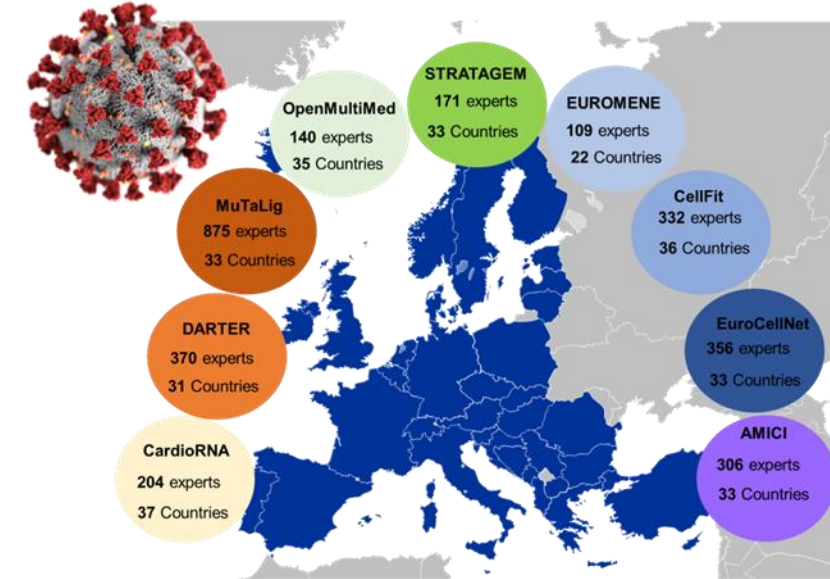 STRATAGEM
171 experts
33 Countries
OpenMultiMed
140 experts
35 Countries
EUROMENE
109 experts
22 Countries
MuTaLig
875 experts
33 Countries
CellFit
332 experts
36 Countries
DARTER
370 experts
31 Countries
EuroCellNet
356 experts
33 Countries
CardioRNA
204 experts
37 Countries
AMICI
306 experts
33 Countries